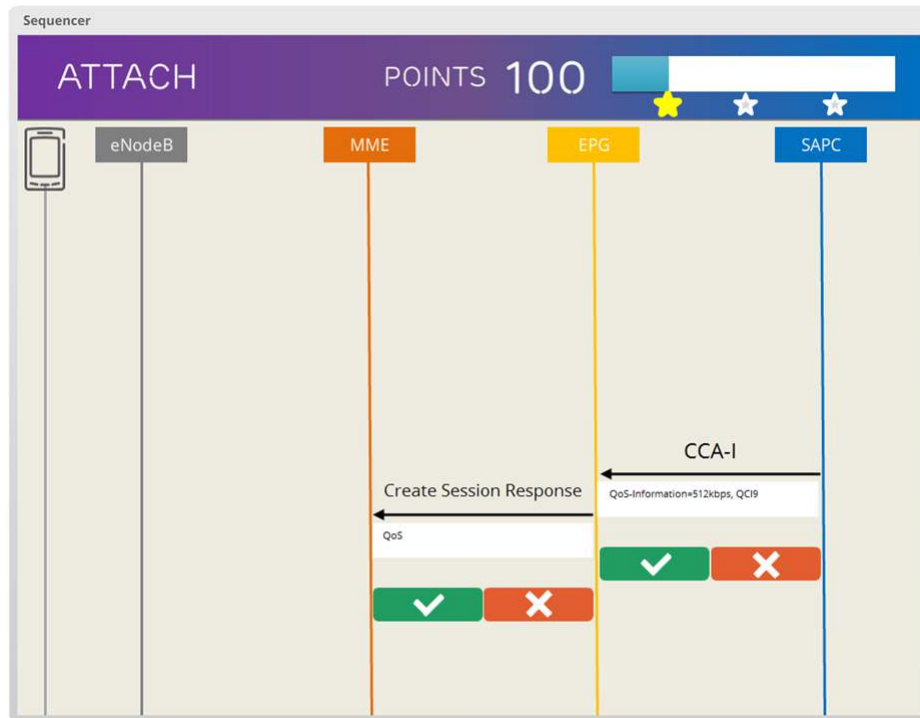 Sequencer
ATTACH
POINTS 100
eNodeB
MME
EPG
SAPC
CCA-I
Create Session Response
QoS-Information=512kbps, QCI9
QoS